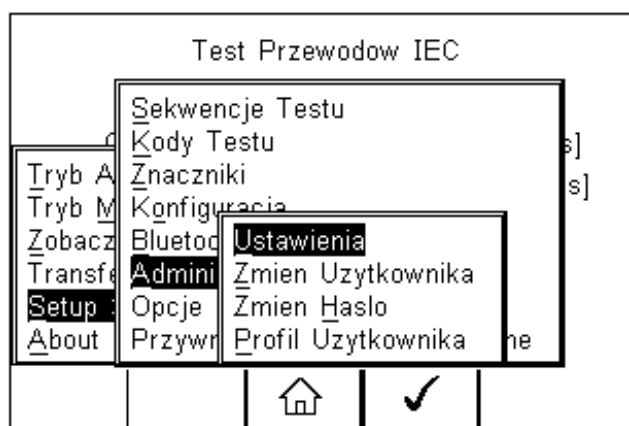 Test Przewodow IEC
Sekwencje Testu
Kody Testu
s]
Tryb A
Znaczniki
s]
Tryb M
Konfiguracja
Zobacz
Bluetoo
Ustawienia
Transfe
Admini
Zmien Uzytkownika
Setup
Opcje
Zmien Haslo
About
Przywr
Profil Uzytkownika
ne